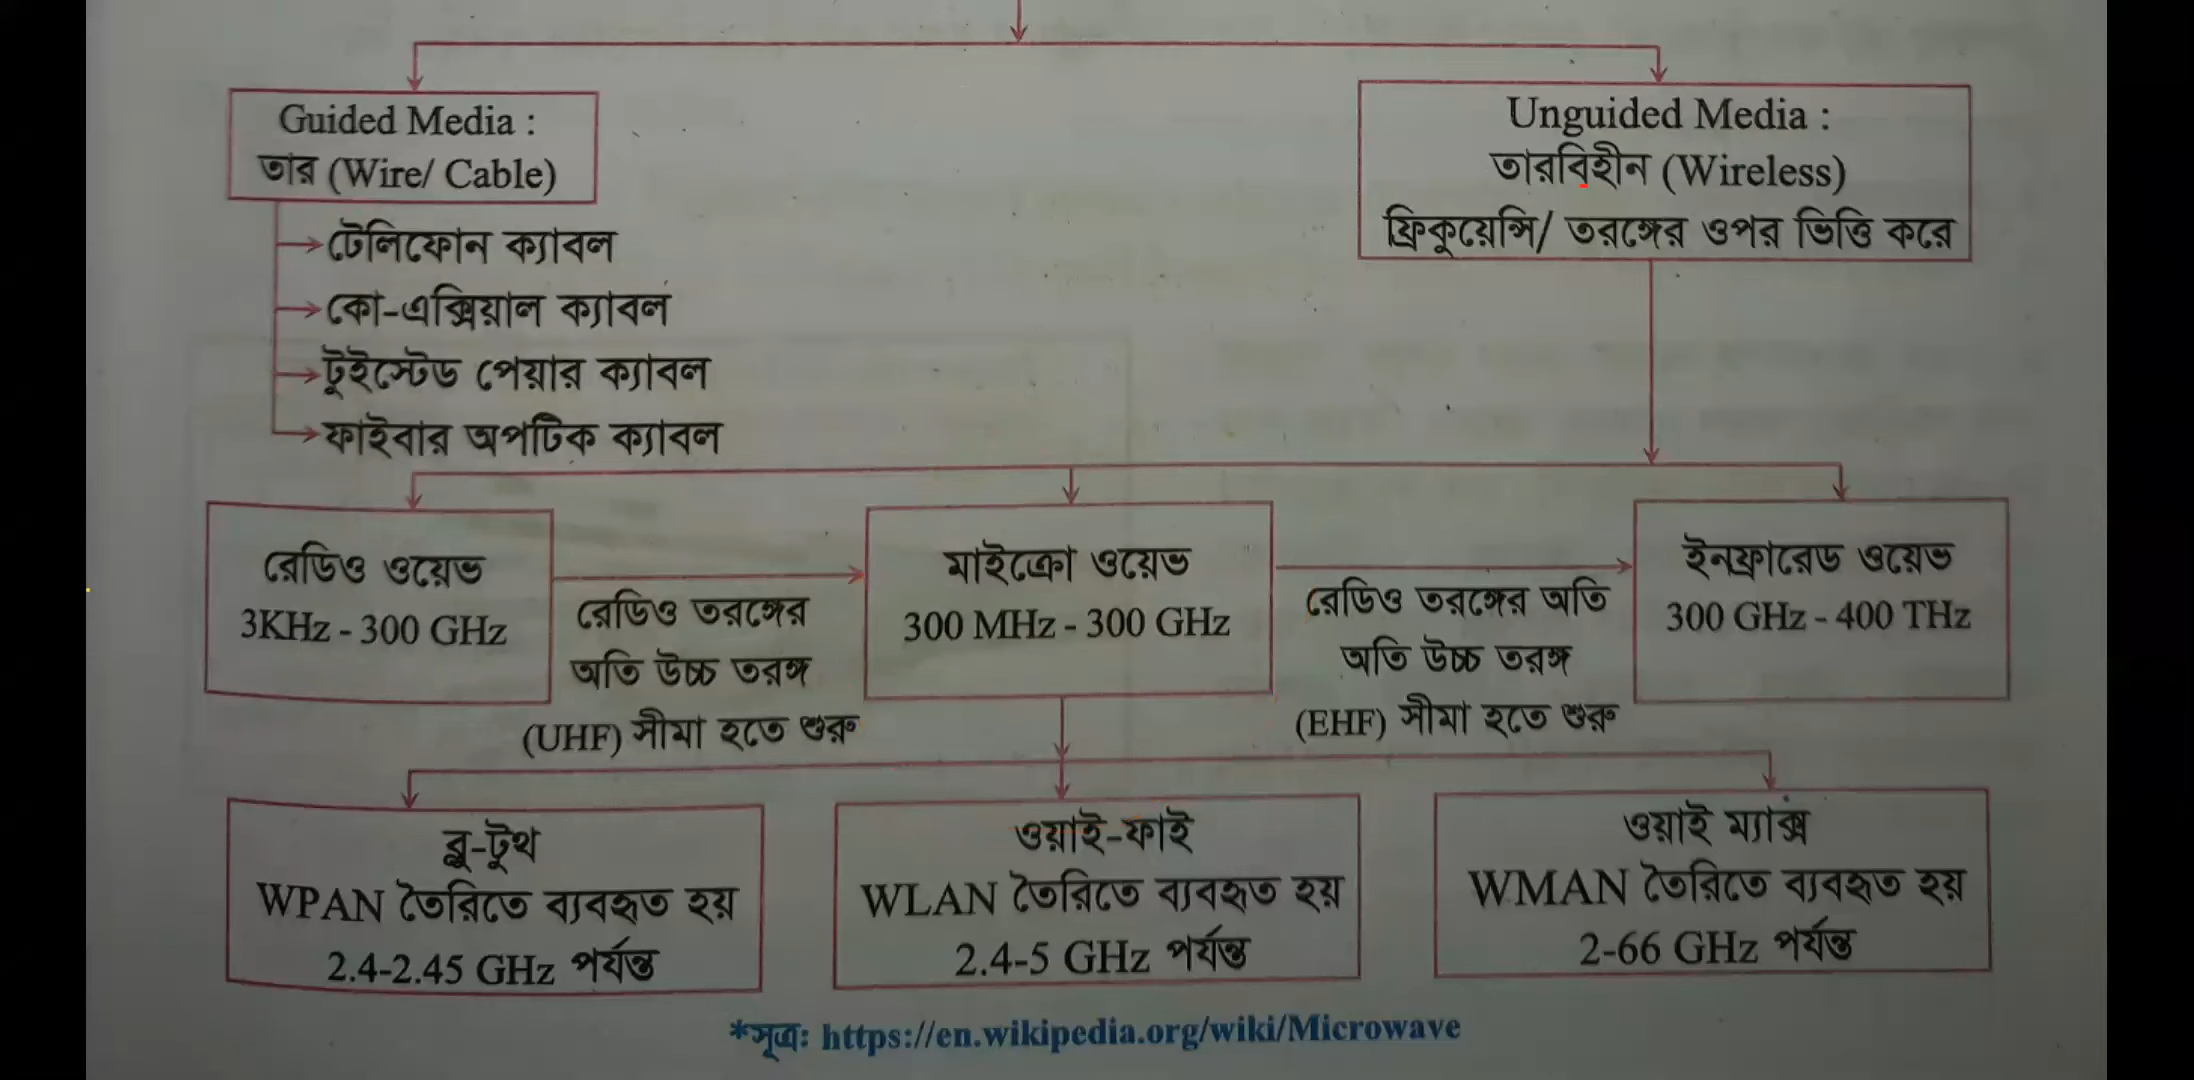 Guided Media :
তার (Wire/ Cable)
টেলিফোন ক্যাবল
কো-এক্সিয়াল ক্যাবল
টুইস্টেড পেয়ার ক্যাবল
ফাইবার অপটিক ক্যাবল
Unguided Media :
তারবিহীন (Wireless)
ফ্রিকুয়েন্সি/ তরঙ্গের ওপর ভিত্তি করে
রেডিও ওয়েভ
3KHz - 300 GHz
রেডিও তরঙ্গের
অতি উচ্চ তরঙ্গ
(UHF) সীমা হতে শুরু
মাইক্রো ওয়েভ
300 MHz - 300 GHz
রেডিও তরঙ্গের অতি
অতি উচ্চ তরঙ্গ
(EHF) সীমা হতে শুরু
ইনফ্রারেড ওয়েভ
300 GHz - 400 THz
ব্লু-টুথ
WPAN তৈরিতে ব্যবহৃত হয়
2.4-2.45 GHz পর্যন্ত
ওয়াই-ফাই
WLAN তৈরিতে ব্যবহৃত হয়
2.4-5 GHz পর্যন্ত
ওয়াই ম্যাক্স
WMAN তৈরিতে ব্যবহৃত হয়
2-66 GHz পর্যন্ত
*সূত্র: https://en.wikipedia.org/wiki/Microwave